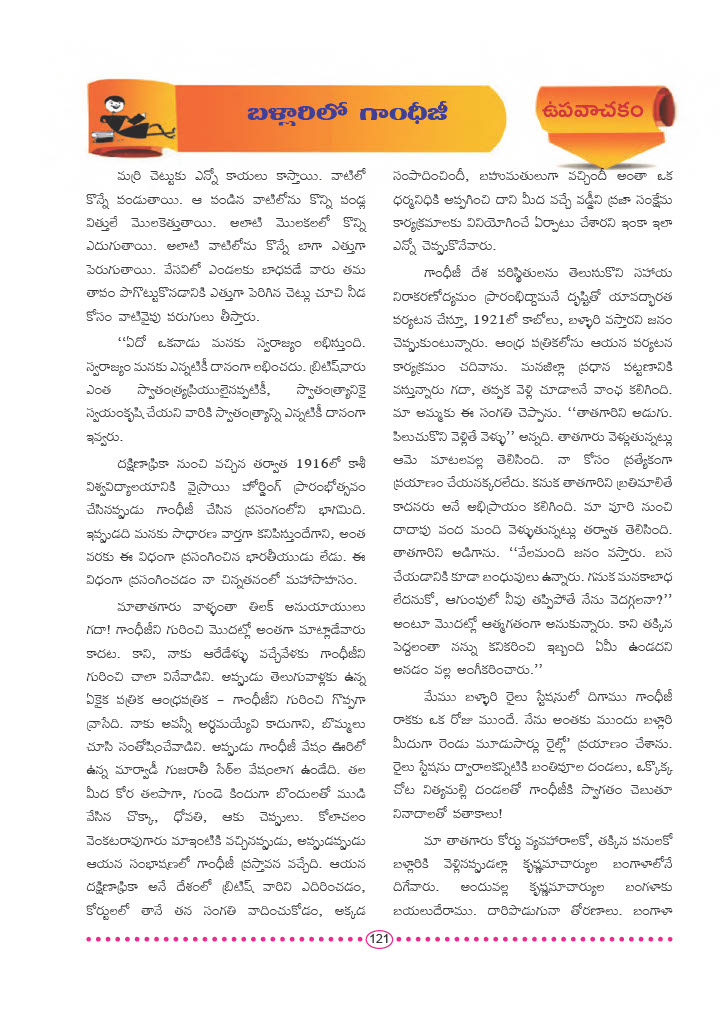 బళ్లారిలో గాంధీజీ
ఉపవాచకం
మర్రి చెట్టుకు ఎన్నో కాయలు కాస్తాయి. వాటిలో
కొన్నే పండుతాయి. ఆ పండిన వాటిలోను కొన్ని పండ్ల
విత్తులే మొలకెత్తుతాయి. అలాటి మొలకలలో కొన్ని
ఎదుగుతాయి. అలాటి వాటిలోను కొన్నే బాగా ఎత్తుగా
పెరుగుతాయి. వేసవిలో ఎండలకు బాధపడే వారు తమ
తాపం పొగొట్టుకొనడానికి ఎత్తుగా పెరిగిన చెట్లు చూచి నీడ
కోసం వాటివైపు పరుగులు తీస్తారు.
‘‘ఏదో ఒకనాడు మనకు స్వరాజ్యం లభిస్తుంది.
స్వరాజ్యం మనకు ఎన్నటికీ దానంగా లభించదు. బ్రిటిష్‌వారు
ఎంత స్వాతంత్ర్యప్రియులైనప్పటికీ, స్వాతంత్ర్యానికై
స్వయంకృషి చేయని వారికి స్వాతంత్ర్యాన్ని ఎన్నటికీ దానంగా
ఇవ్వరు.
దక్షిణాఫ్రికా నుంచి వచ్చిన తర్వాత 1916లో కాశీ
విశ్వవిద్యాలయానికి వైస్రాయి హోర్డింగ్ ప్రారంభోత్సవం
చేసినప్పుడు గాంధీజీ చేసిన ప్రసంగంలోని భాగమిది.
ఇప్పుడది మనకు సాధారణ వార్తగా కనిపిస్తుందేగాని, అంత
వరకు ఈ విధంగా ప్రసంగించిన భారతీయుడు లేడు. ఈ
విధంగా ప్రసంగించడం నా చిన్నతనంలో మహాసాహసం.
మాతాతగారు వాళ్ళంతా తిలక్ అనుయాయులు
గదా! గాంధీజీని గురించి మొదట్లో అంతగా మాట్లాడేవారు
కాదట. కాని, నాకు ఆరేడేళ్ళు వచ్చేవేళకు గాంధీజీని
గురించి చాలా వినేవాడిని. అప్పుడు తెలుగువాళ్లకు ఉన్న
ఏకైక పత్రిక ఆంధ్రపత్రిక – గాంధీజీని గురించి గొప్పగా
వ్రాసేది. నాకు అవన్నీ అర్ధమయ్యేవి కాదుగాని, బొమ్మలు
చూసి సంతోషించేవాడిని. అప్పుడు గాంధీజీ వేషం ఊరిలో
ఉన్న మార్వాడీ గుజరాతీ సేఠ్‌ల వేషంలాగ ఉండేది. తల
మీద కోర తలపాగా, గుండె కిందుగా బొందులతో ముడి
వేసిన చొక్కా, ధోవతి, ఆకు చెప్పులు. కోలాచలం
వెంకటరావుగారు మాఇంటికి వచ్చినప్పుడు, అప్పుడప్పుడు
ఆయన సంభాషణలో గాంధీజీ ప్రస్తావన వచ్చేది. ఆయన
దక్షిణాఫ్రికా అనే దేశంలో బ్రిటిష్ వారిని ఎదిరించడం,
కోర్టులలో తానే తన సంగతి వాదించుకోడం, అక్కడ
సంపాదించిందీ, బహుమతులుగా వచ్చిందీ అంతా ఒక
ధర్మనిధికి అప్పగించి దాని మీద వచ్చే వడ్డీని ప్రజా సంక్షేమ
కార్యక్రమాలకు వినియోగించే ఏర్పాటు చేశారని ఇంకా ఇలా
ఎన్నో చెప్పుకొనేవారు.
గాంధీజీ దేశ పరిస్థితులను తెలుసుకొని సహాయ
నిరాకరణోద్యమం ప్రారంభిద్దామనే దృష్టితో యావద్భారత
పర్యటన చేస్తూ, 1921లో కాబోలు, బళ్ళారి వస్తారని జనం
చెప్పుకుంటున్నారు. ఆంధ్ర పత్రికలోను ఆయన పర్యటన
కార్యక్రమం చదివాను. మనజిల్లా ప్రధాన పట్టణానికి
వస్తున్నారు గదా, తప్పక వెళ్లి చూడాలనే వాంఛ కలిగింది.
మా అమ్మకు ఈ సంగతి చెప్పాను. ‘‘తాతగారిని అడుగు.
పిలుచుకొని వెళ్లితే వెళ్ళు’’ అన్నది. తాతగారు వెళ్లుతున్నట్లు
ఆమె మాటలవల్ల తెలిసింది. నా కోసం ప్రత్యేకంగా
ప్రయాణం చేయనక్కరలేదు. కనుక తాతగారిని బ్రతిమాలితే
కాదనరు అనే అభిప్రాయం కలిగింది. మా వూరి నుంచి
దాదాపు వంద మంది వెళ్ళుతున్నట్లు తర్వాత తెలిసింది.
తాతగారిని అడిగాను. ‘‘వేలమంది జనం వస్తారు. బస
చేయడానికి కూడా బంధువులు ఉన్నారు. గనుక మనకాబాధ
లేదనుకో, ఆగుంపులో నీవు తప్పిపోతే నేను వెదగ్గలనా?’’
అంటూ మొదట్లో ఆత్మగతంగా అనుకున్నారు. కాని తక్కిన
పెద్దలంతా నన్ను కనికరించి ఇబ్బంది ఏమీ ఉండదని
అనడం వల్ల అంగీకరించారు.’’
మేము బళ్ళారి రైలు స్టేషనులో దిగాము గాంధీజీ
రాకకు ఒక రోజు ముందే. నేను అంతకు ముందు బళ్లారి
మీదుగా రెండు మూడుసార్లు రైల్లో’ ప్రయాణం చేశాను.
రైలు స్టేషను ద్వారాలకన్నిటికి బంతిపూల దండలు, ఒక్కొక్క
చోట నిత్యమల్లి దండలతో గాంధీజీకి స్వాగతం చెబుతూ
నినాదాలతో పతాకాలు!
మా తాతగారు కోర్టు వ్యవహారాలకో, తక్కిన పనులకో
బళ్లారికి వెళ్లినప్పుడల్లా కృష్ణమాచార్యుల బంగాళాలోనే
దిగేవారు. అందువల్ల కృష్ణమాచార్యుల బంగళాకు
బయలుదేరాము. దారిపొడుగునా తోరణాలు. బంగాళా
121